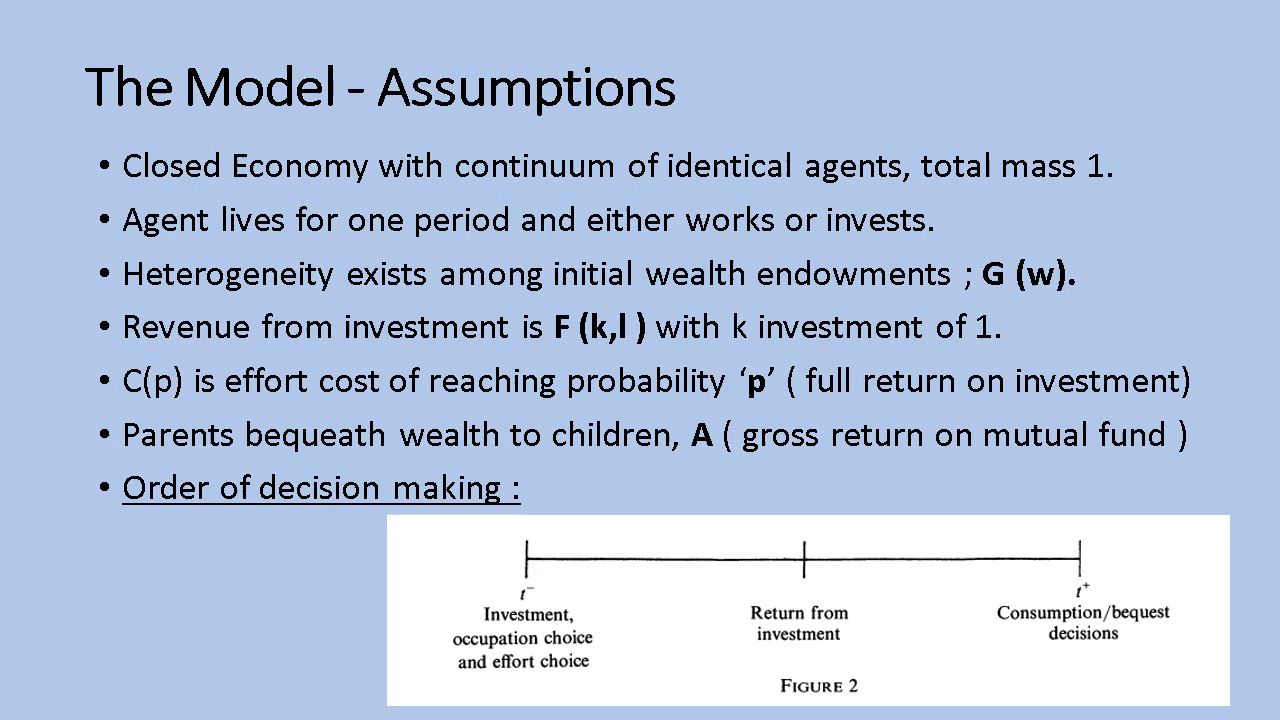 The Model - Assumptions
• Closed Economy with continuum of identical agents, total mass 1.
• Agent lives for one period and either works or invests.
• Heterogeneity exists among initial wealth endowments ; G (w).
• Revenue from investment is F (k,l ) with k investment of 1.
• C(p) is effort cost of reaching probability ‘p’ ( full return on investment)
• Parents bequeath wealth to children, A ( gross return on mutual fund )
• Order of decision making :
t⁻
Investment,
occupation choice
and effort choice
Return from
investment
t⁺
Consumption/bequest
decisions
FIGURE 2